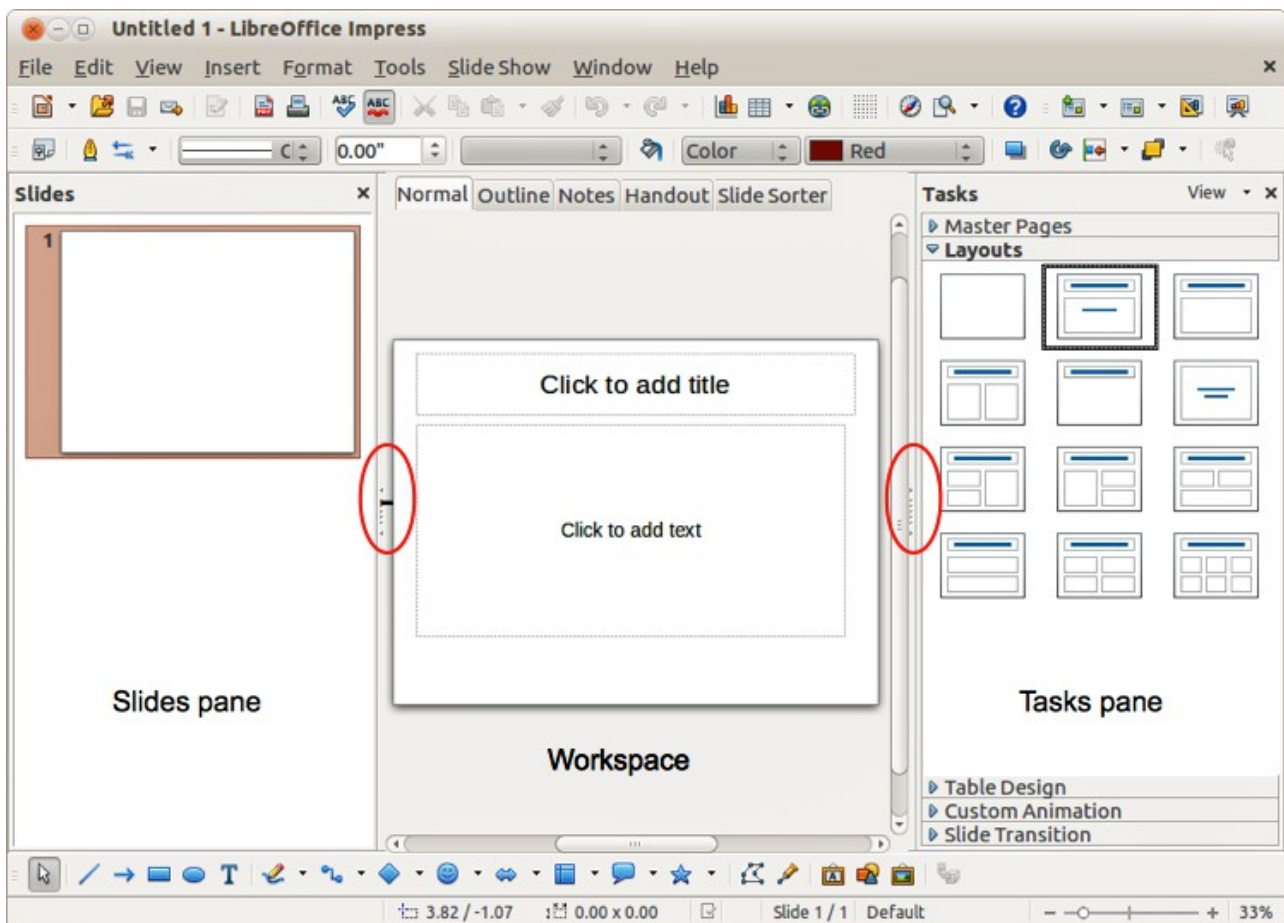 Untitled 1 - LibreOffice Impress
File Edit View Insert Format Tools Slide Show Window Help
ABC ABC
C 0.00" Color Red
Slides
Normal Outline Notes Handout Slide Sorter
Tasks View
Master Pages
Layouts
1
Click to add title
Click to add text
Slides pane
Workspace
Tasks pane
Table Design
Custom Animation
Slide Transition
T
3.82 / -1.07 0.00 x 0.00 Slide 1 / 1 Default 33%